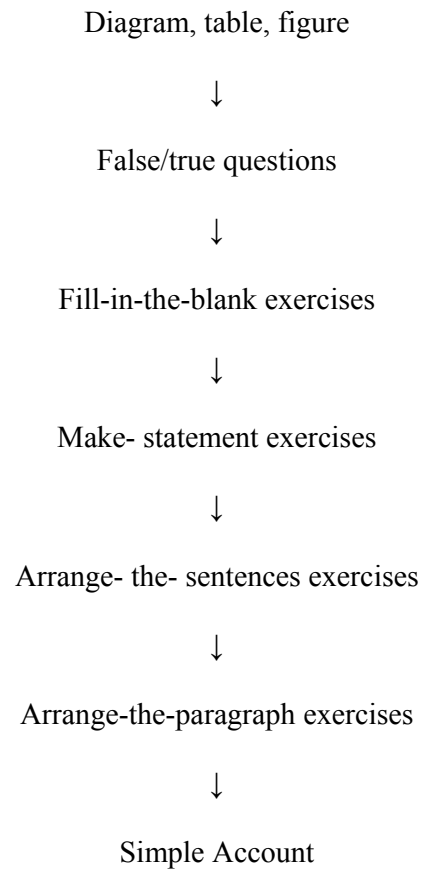 Diagram, table, figure
↓
False/true questions
↓
Fill-in-the-blank exercises
↓
Make- statement exercises
↓
Arrange- the- sentences exercises
↓
Arrange-the-paragraph exercises
↓
Simple Account